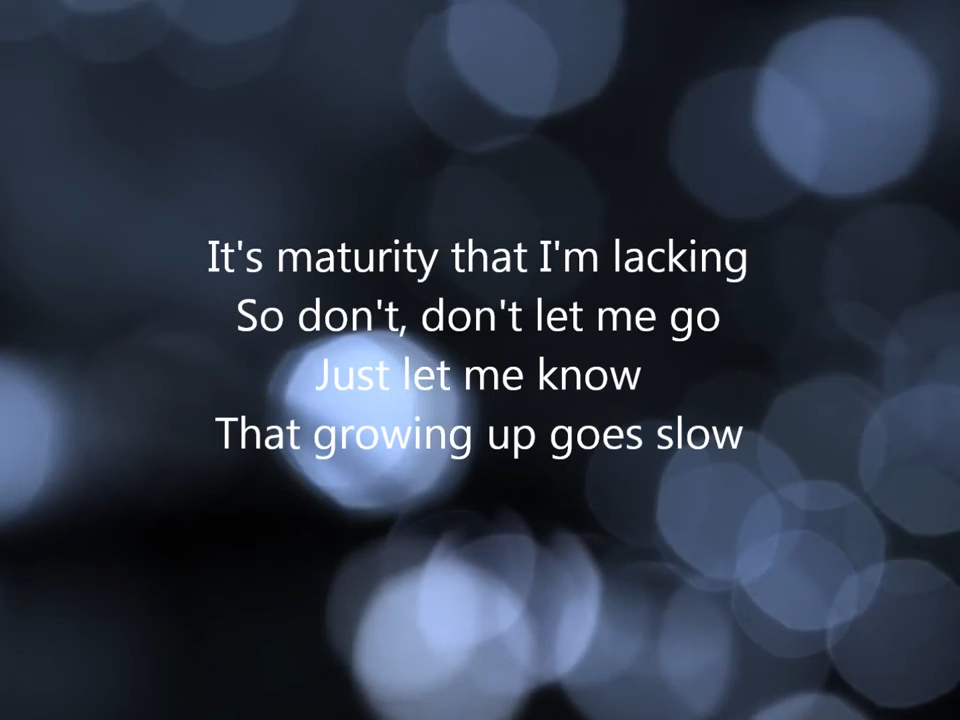 It's maturity that I'm lacking
So don't, don't let me go
Just let me know
That growing up goes slow